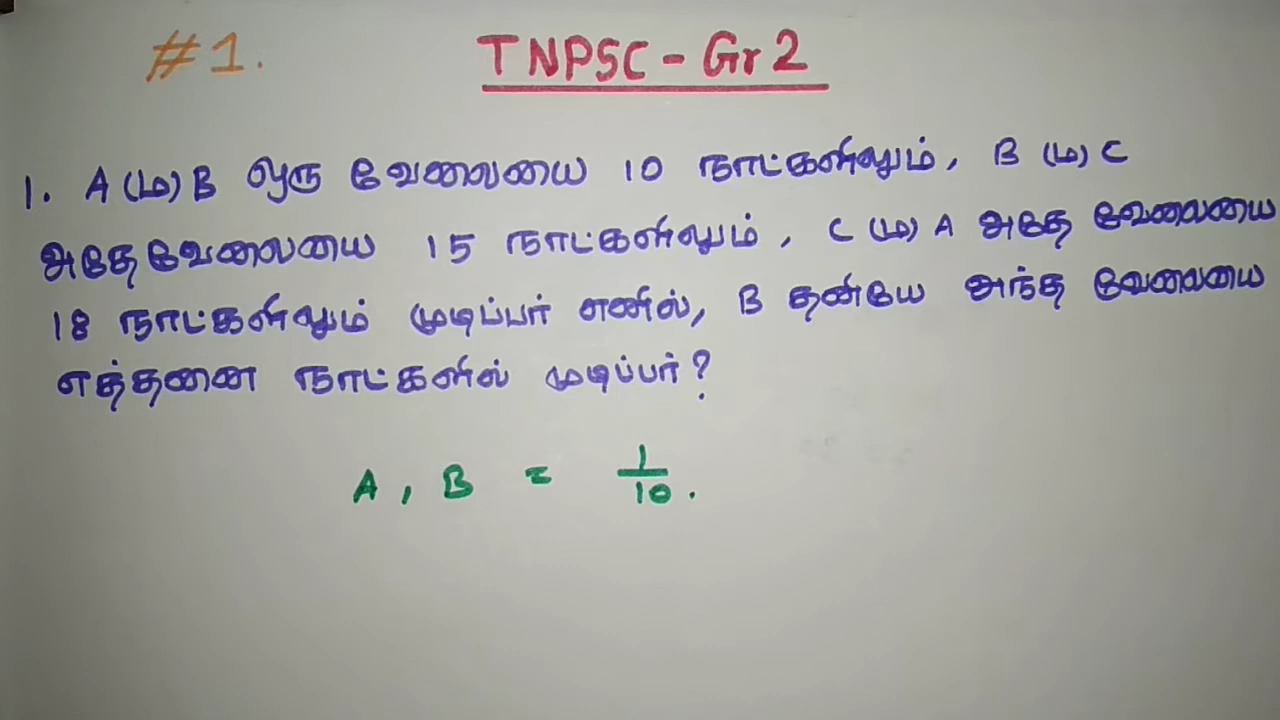 #1.
TNPSC - Gr 2
1. A (ம) B ஒரு வேலையை 10 நாட்களிலும், B (ம) C
அதே வேலையை 15 நாட்களிலும், C (ம) A அதே வேலையை
18 நாட்களிலும் முடிப்பர் எனில், B தனியே அந்த வேலையை
எத்தனை நாட்களில் முடிப்பர்?
A, B = 1/10.